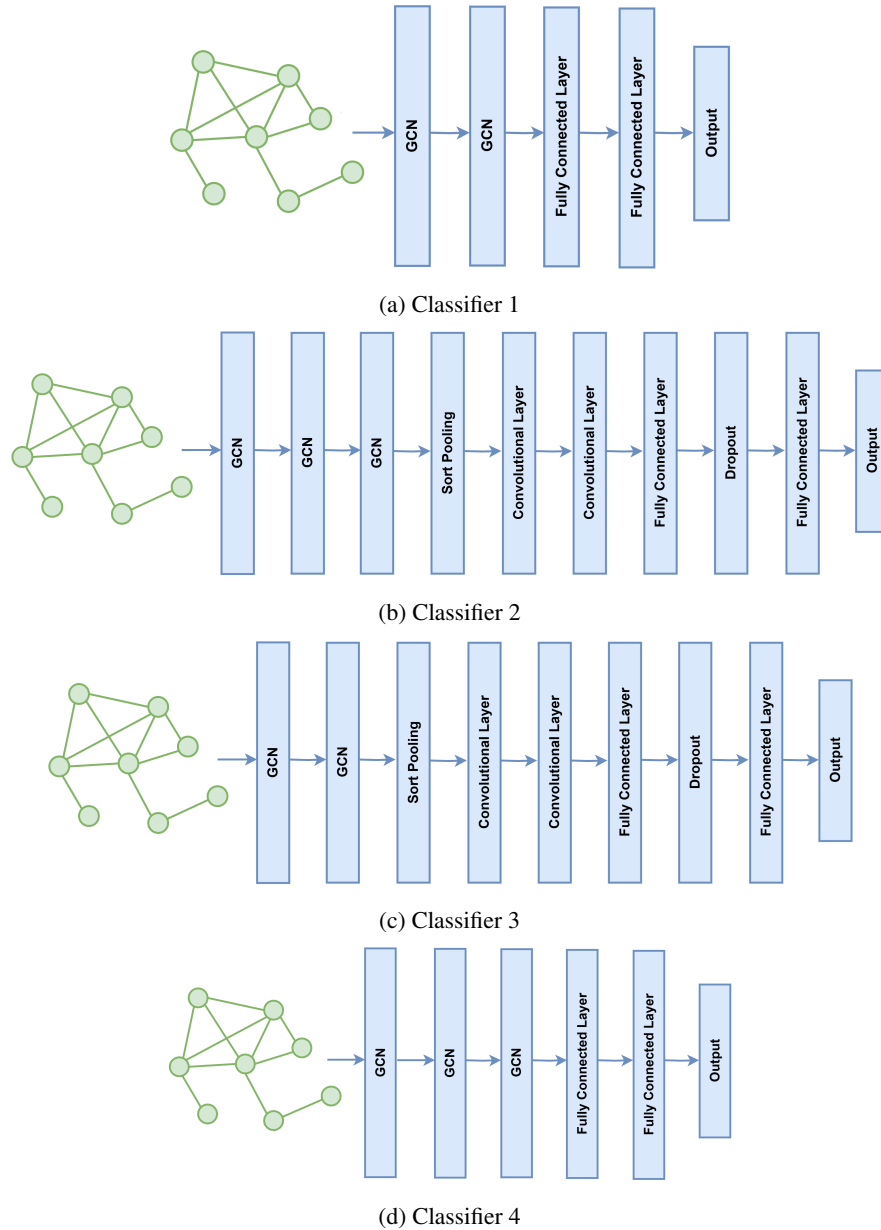 GCN
GCN
Fully Connected Layer
Fully Connected Layer
Output
(a) Classifier 1
GCN
GCN
GCN
Sort Pooling
Convolutional Layer
Convolutional Layer
Fully Connected Layer
Dropout
Fully Connected Layer
Output
(b) Classifier 2
GCN
GCN
Sort Pooling
Convolutional Layer
Convolutional Layer
Fully Connected Layer
Dropout
Fully Connected Layer
Output
(c) Classifier 3
GCN
GCN
GCN
Fully Connected Layer
Fully Connected Layer
Output
(d) Classifier 4